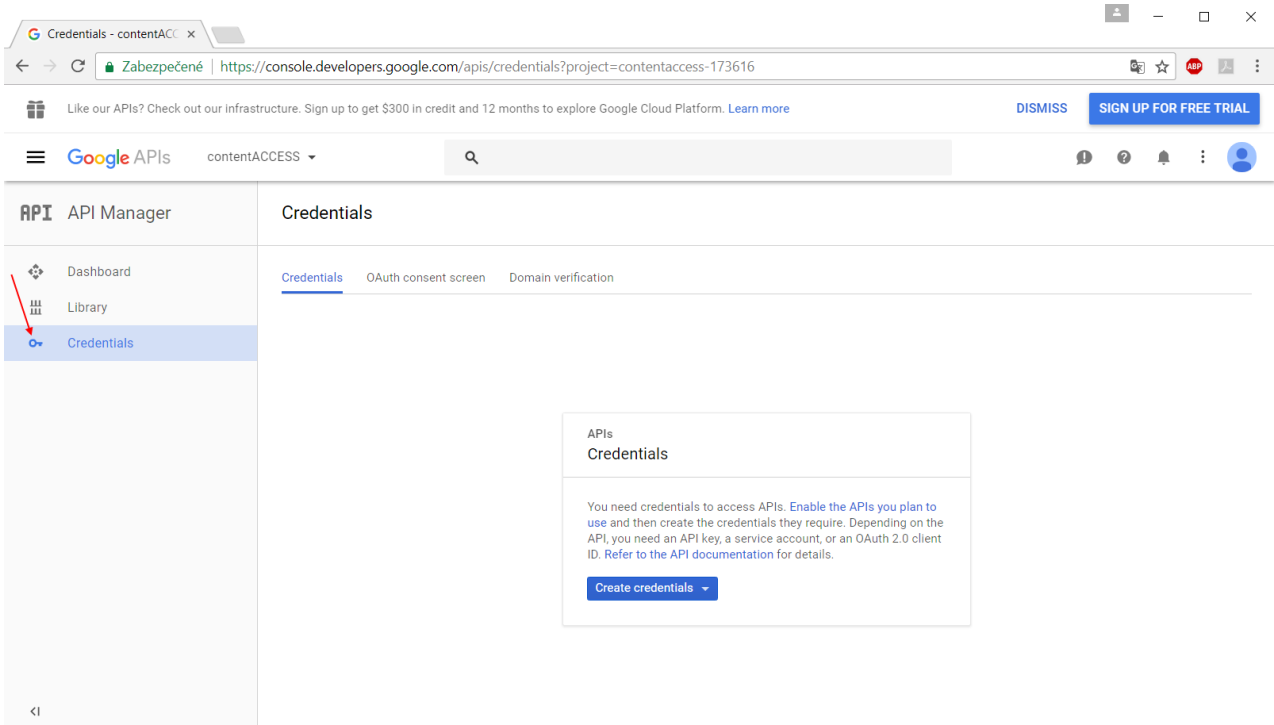 Credentials - contentACC
Zabezpečené https://console.developers.google.com/apis/credentials?project=contentaccess-173616
ABP
Like our APIs? Check out our infrastructure. Sign up to get $300 in credit and 12 months to explore Google Cloud Platform. Learn more
DISMISS
SIGN UP FOR FREE TRIAL
Google APIs
contentACCESS
API API Manager
Credentials
Dashboard
Library
Credentials
Credentials OAuth consent screen Domain verification
APIs
Credentials
You need credentials to access APIs. Enable the APIs you plan to
use and then create the credentials they require. Depending on the
API, you need an API key, a service account, or an OAuth 2.0 client
ID. Refer to the API documentation for details.
Create credentials